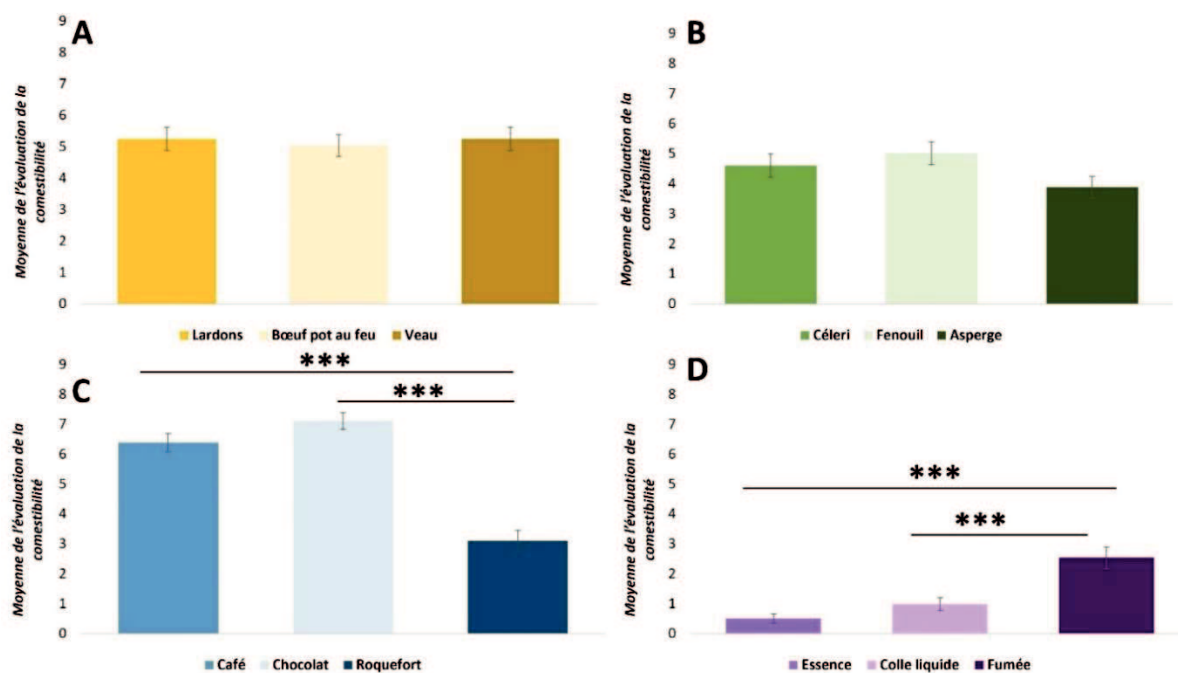 A
9
8
7
6
5
4
3
2
1
0
Moyenne de l'évaluation de la
comestibilité
Lardons Bœuf pot au feu Veau
B
9
8
7
6
5
4
3
2
1
0
Moyenne de l'évaluation de la
comestibilité
Céleri Fenouil Asperge
C
9
8
7
6
5
4
3
2
1
0
Moyenne de l'évaluation de la
comestibilité
***
***
Café Chocolat Roquefort
D
9
8
7
6
5
4
3
2
1
0
Moyenne de l'évaluation de la
comestibilité
***
***
Essence Colle liquide Fumée